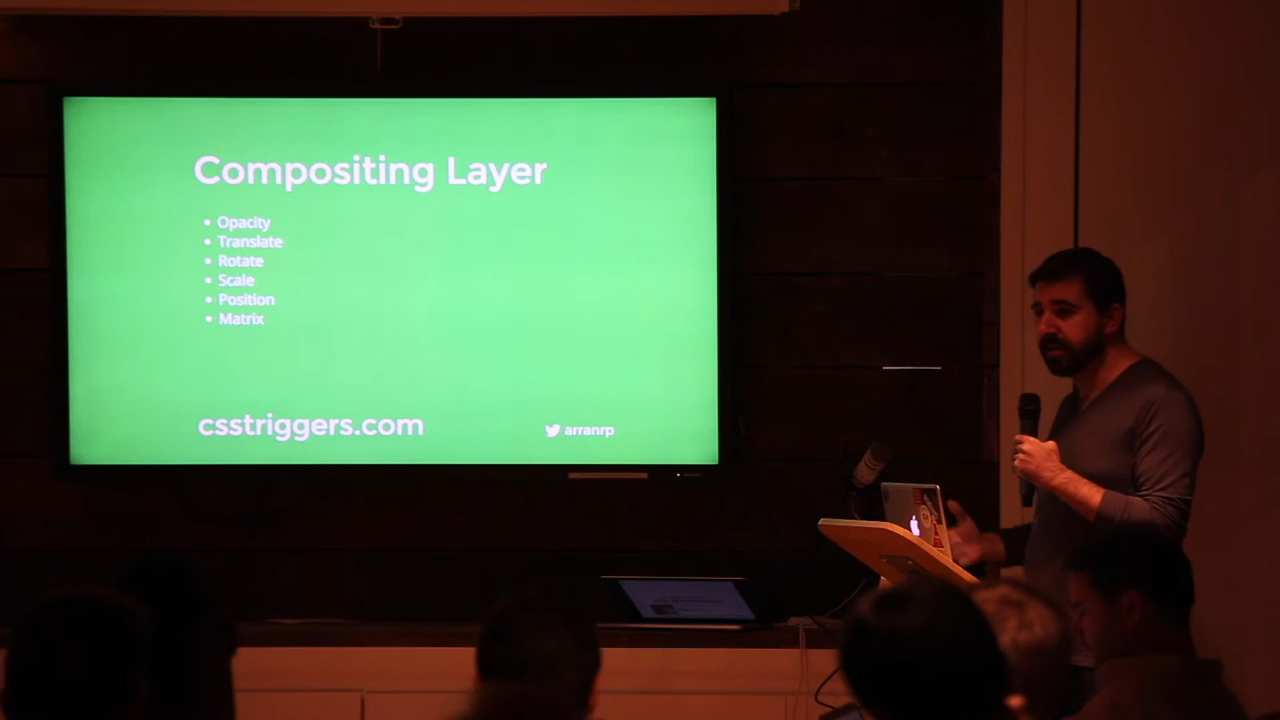 Compositing Layer
• Opacity
• Translate
• Rotate
• Scale
• Position
• Matrix
csstriggers.com
arranrp